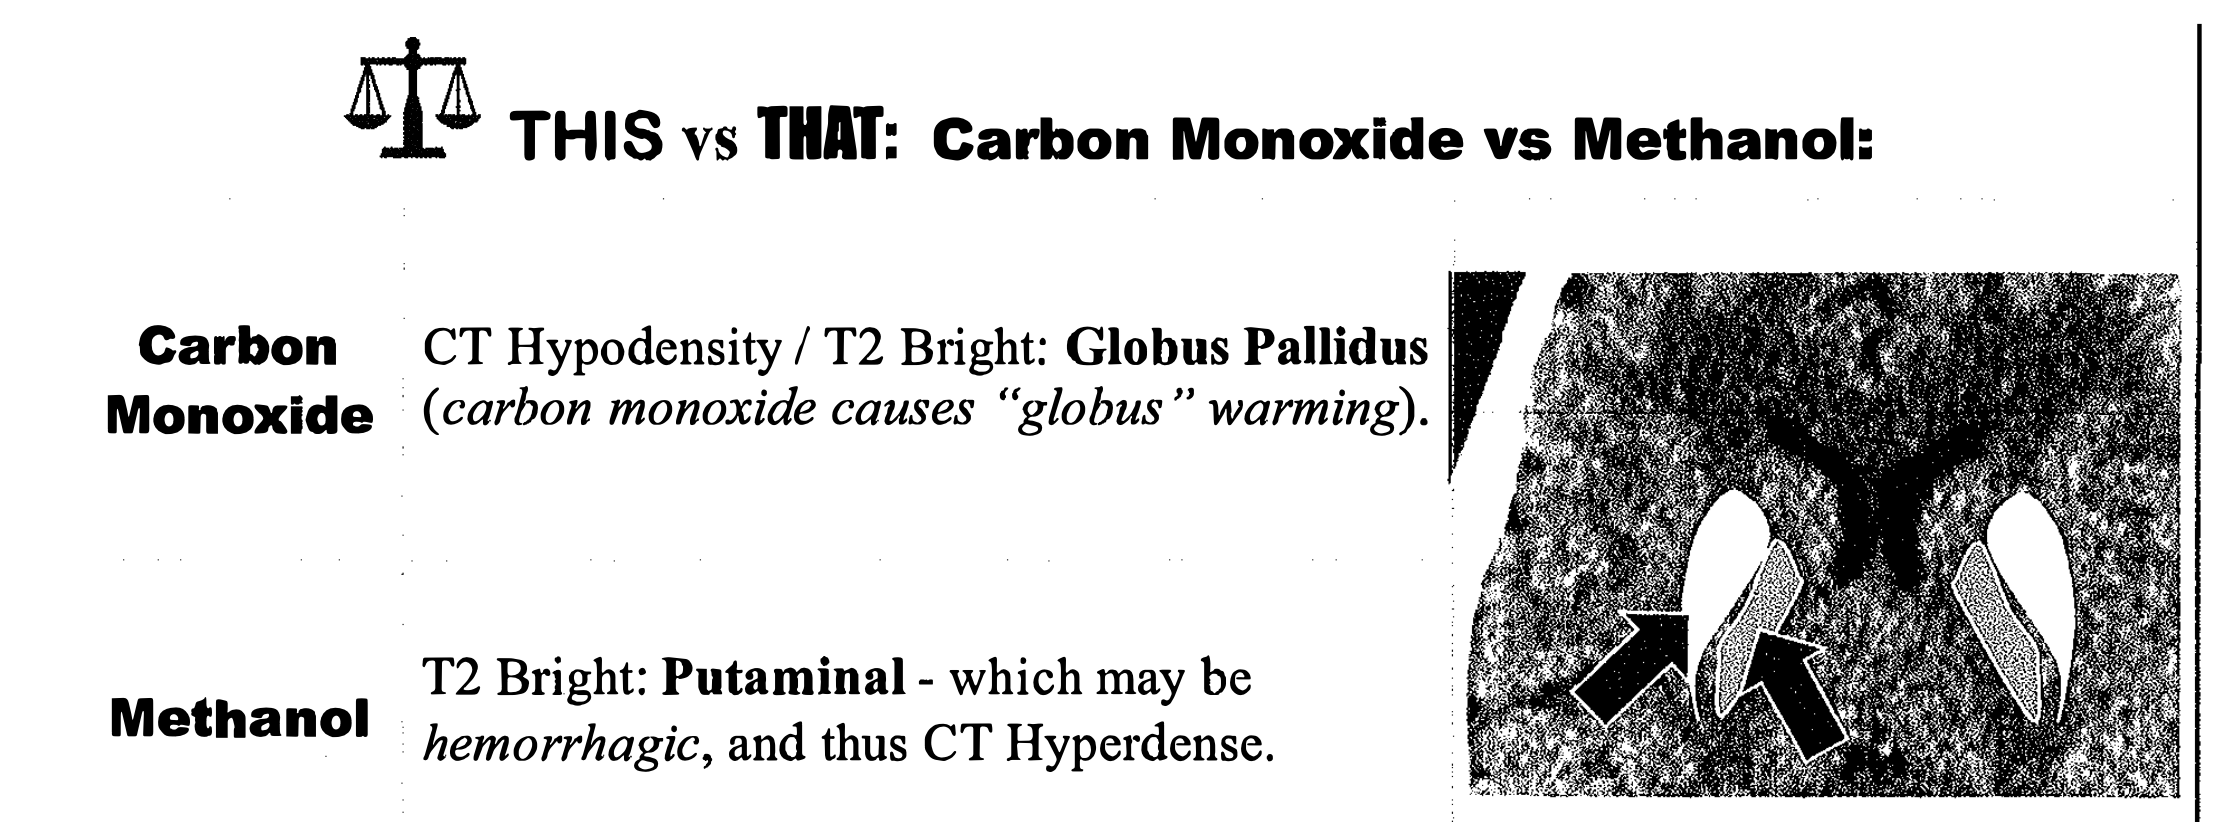 THIS vs THAT: Carbon Monoxide vs Methanol:
Carbon
Monoxide
CT Hypodensity / T2 Bright: Globus Pallidus
(carbon monoxide causes “globus” warming).
Methanol
T2 Bright: Putaminal - which may be
hemorrhagic, and thus CT Hyperdense.